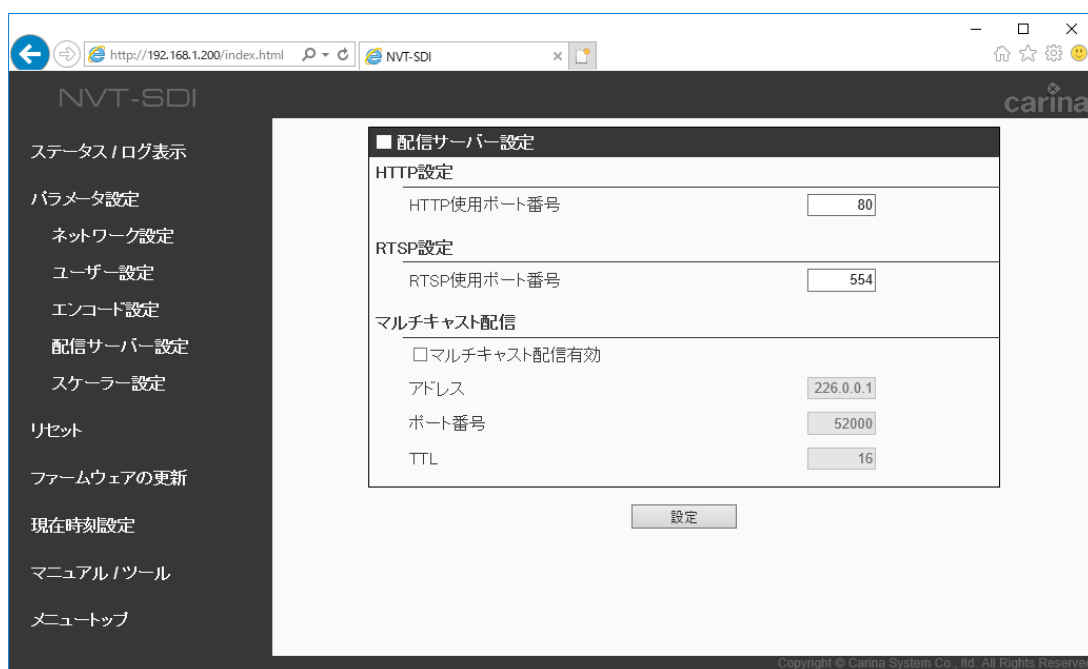 http://192.168.1.200/index.html
NVT-SDI
NVT-SDI
carina
ステータス / ログ表示
パラメータ設定
ネットワーク設定
ユーザー設定
エンコード設定
配信サーバー設定
スケーラー設定
リセット
ファームウェアの更新
現在時刻設定
マニュアル / ツール
メニュートップ
■ 配信サーバー設定
HTTP設定
HTTP使用ポート番号 80
RTSP設定
RTSP使用ポート番号 554
マルチキャスト配信
□マルチキャスト配信有効
アドレス 226.0.0.1
ポート番号 52000
TTL 16
設定
Copyright © Carina System Co., ltd. All Rights Reserve